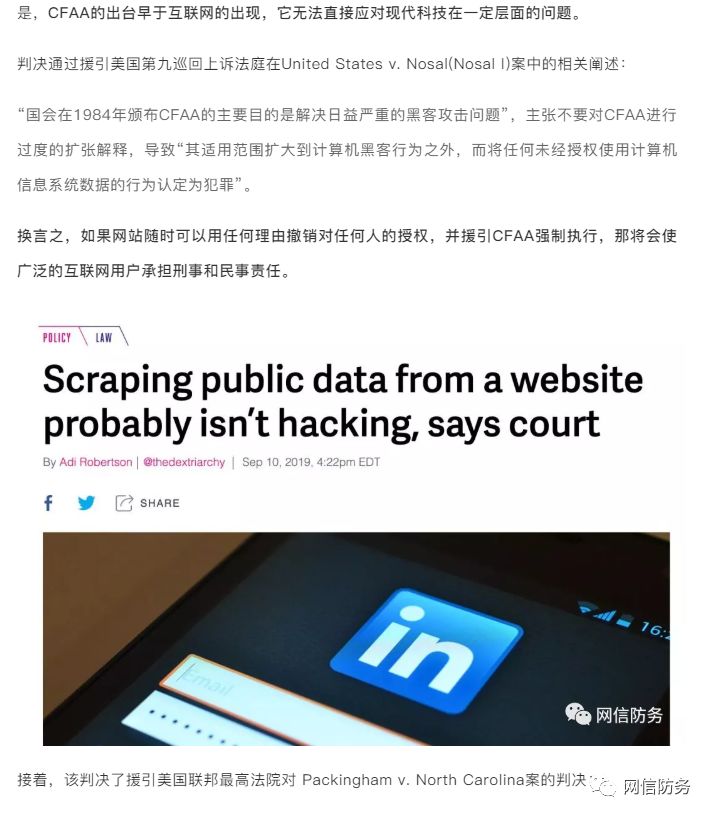 是，CFAA的出台早于互联网的出现，它无法直接应对现代科技在一定层面的问题。
判决通过援引美国第九巡回上诉法庭在United States v. Nosal(Nosal I)案中的相关阐述：
“国会在1984年颁布CFAA的主要目的是解决日益严重的黑客攻击问题”，主张不要对CFAA进行
过度的扩张解释，导致“其适用范围扩大到计算机黑客行为之外，而将任何未经授权使用计算机
信息系统数据的行为认定为犯罪”。
换言之，如果网站随时可以用任何理由撤销对任何人的授权，并援引CFAA强制执行，那将会使
广泛的互联网用户承担刑事和民事责任。
POLICY LAW
Scraping public data from a website
probably isn’t hacking, says court
By Adi Robertson | @thedextriarchy | Sep 10, 2019, 4:22pm EDT
f SHARE
16:2
in
Email
网信防务
接着，该判决了援引美国联邦最高法院对 Packingham v. North Carolina案的判决：
网信防务